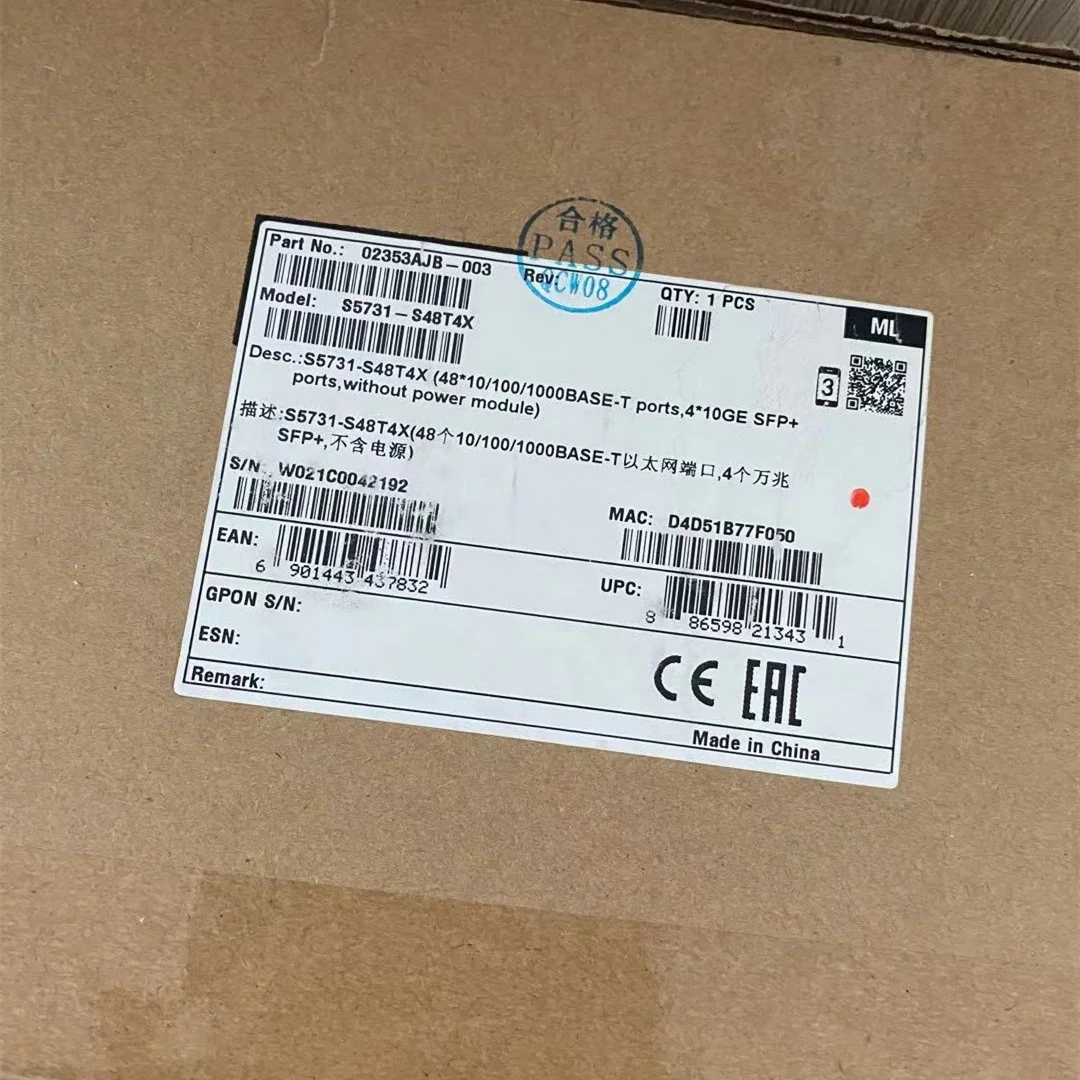 合格
PASS
QCW08
Part No.: 02353AJB-003
Rev:
QTY: 1 PCS
ML
Model: S5731-S48T4X
3
Desc.:S5731-S48T4X (48*10/100/1000BASE-T ports,4*10GE SFP+
ports,without power module)
描述:S5731-S48T4X(48个10/100/1000BASE-T以太网端口,4个万兆
SFP+,不含电源)
S/N W021C0042192
MAC: D4D51B77F050
EAN:
6 901443 437832
UPC:
8 86598 21343 1
GPON S/N:
ESN:
CE EAC
Remark:
Made in China